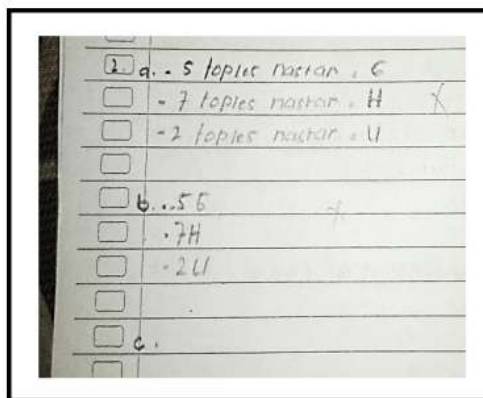 2. a. - 5 toples nastar = G
- 7 toples nastar = H
- 2 toples nastar = U
b. - 5G
- 7H
- 2U
c.